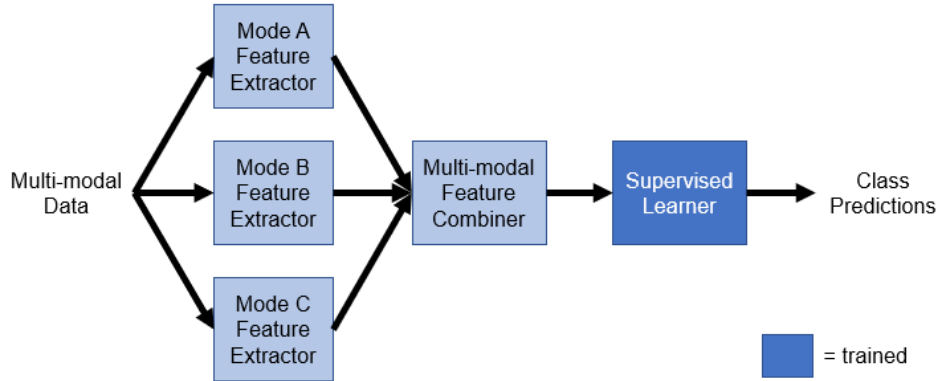 Multi-modal
Data
Mode A
Feature
Extractor
Mode B
Feature
Extractor
Mode C
Feature
Extractor
Multi-modal
Feature
Combiner
Supervised
Learner
Class
Predictions
= trained